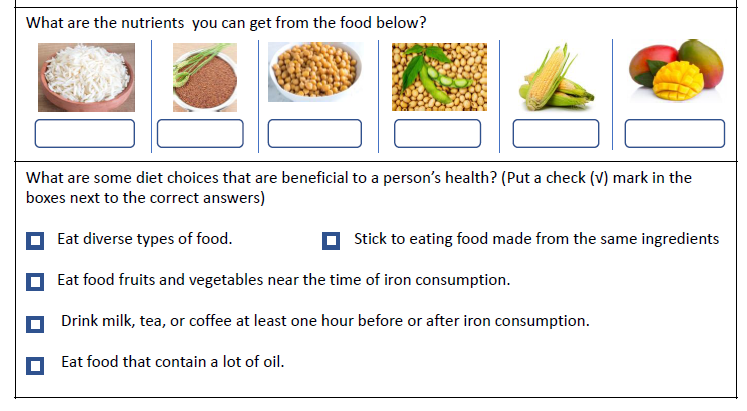 What are the nutrients  you can get from the food below?
What are some diet choices that are beneficial to a person’s health? (Put a check (√) mark in the
boxes next to the correct answers)
Eat diverse types of food.
Stick to eating food made from the same ingredients
Eat food fruits and vegetables near the time of iron consumption.
Drink milk, tea, or coffee at least one hour before or after iron consumption.
Eat food that contain a lot of oil.